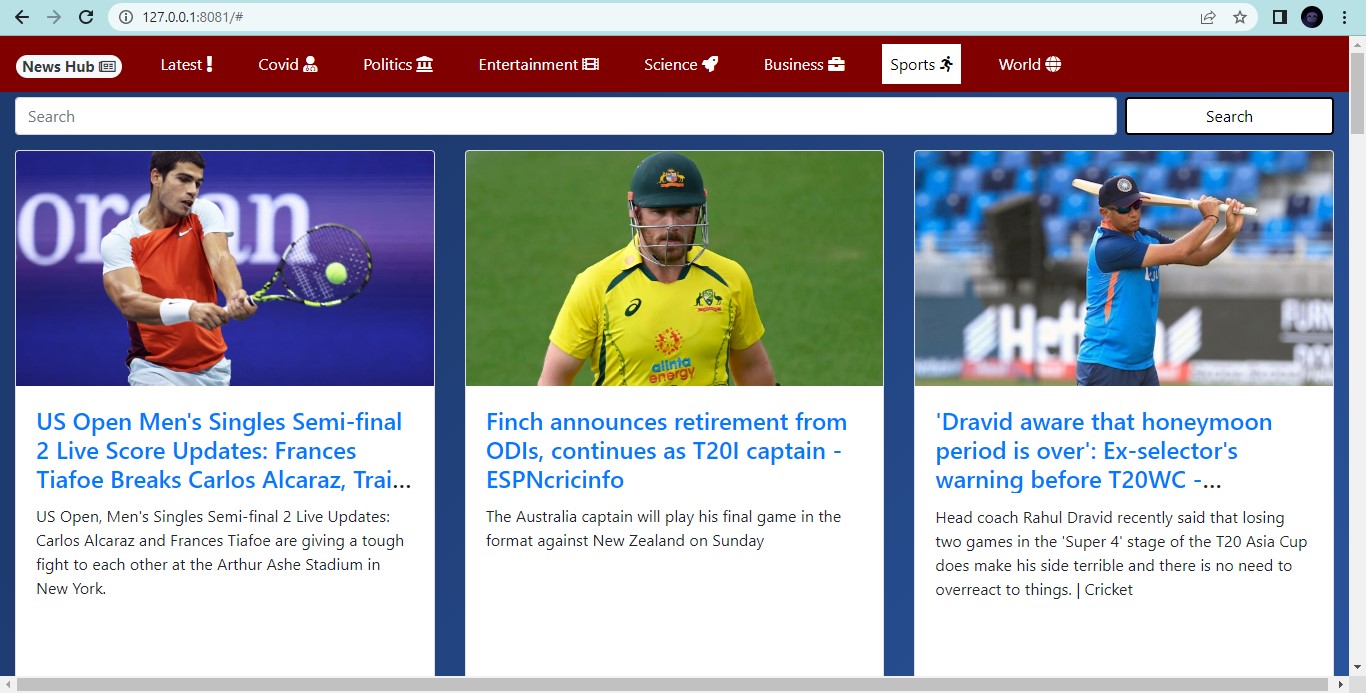 127.0.0.1:8081/#
News Hub
Latest
Covid
Politics
Entertainment
Science
Business
Sports
World
Search
Search
organ
alinta
energy
US Open Men's Singles Semi-final
2 Live Score Updates: Frances
Tiafoe Breaks Carlos Alcaraz, Trai...
US Open, Men's Singles Semi-final 2 Live Updates:
Carlos Alcaraz and Frances Tiafoe are giving a tough
fight to each other at the Arthur Ashe Stadium in
New York.
Finch announces retirement from
ODIs, continues as T20I captain -
ESPNcricinfo
The Australia captain will play his final game in the
format against New Zealand on Sunday
'Dravid aware that honeymoon
period is over': Ex-selector's
warning before T20WC -...
Head coach Rahul Dravid recently said that losing
two games in the 'Super 4' stage of the T20 Asia Cup
does make his side terrible and there is no need to
overreact to things. | Cricket